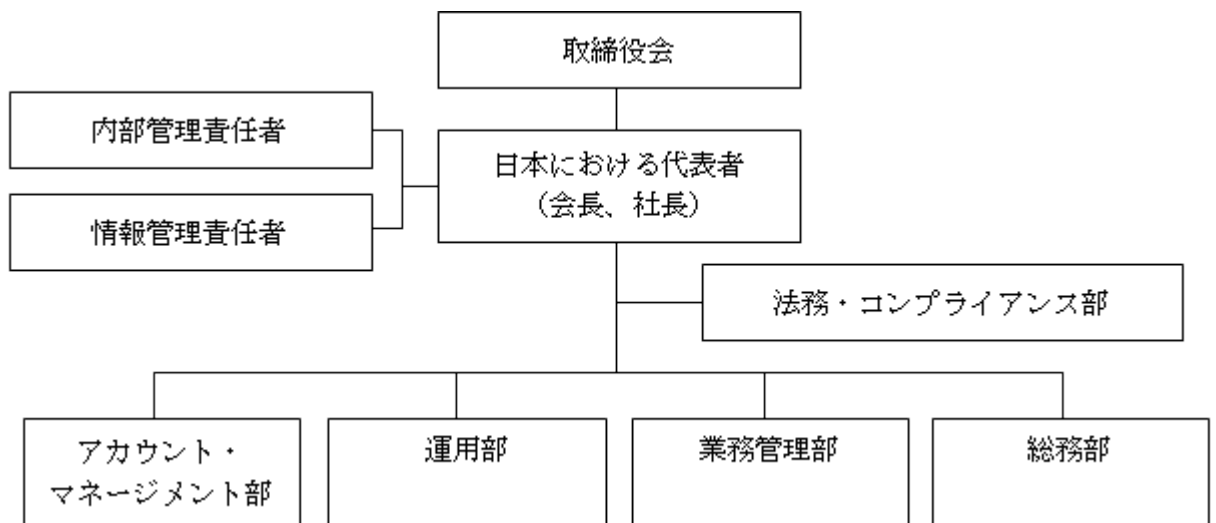 取締役会
内部管理責任者
日本における代表者
(会長、社長)
情報管理責任者
法務・コンプライアンス部
アカウント・
マネージメント部
運用部
業務管理部
総務部